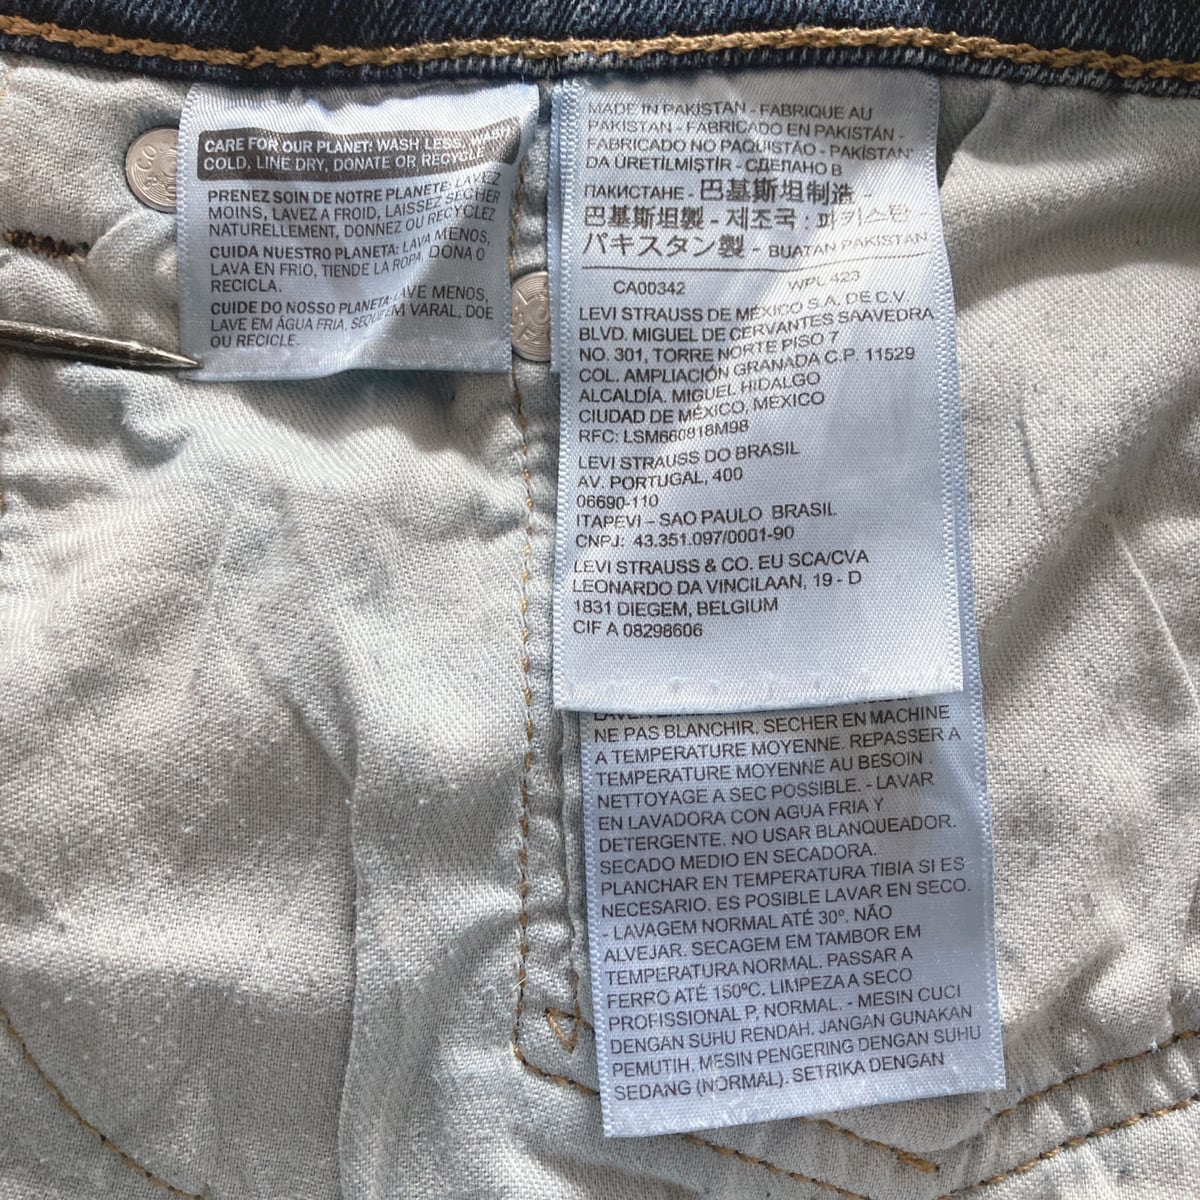 CARE FOR OUR PLANET: WASH LESS, WASH
COLD, LINE DRY, DONATE OR RECYCLE
PRENEZ SOIN DE NOTRE PLANETE: LAVEZ
MOINS, LAVEZ A FROID, LAISSEZ SECHER
NATURELLEMENT, DONNEZ OU RECYCLEZ
CUIDA NUESTRO PLANETA: LAVA MENOS,
LAVA EN FRIO, TIENDE LA ROPA, DONA O
RECICLA.
CUIDE DO NOSSO PLANETA: LAVE MENOS,
LAVE EM ÁGUA FRIA, SEQUE EM VARAL, DOE
OU RECICLE.
MADE IN PAKISTAN - FABRIQUE AU
PAKISTAN - FABRICADO EN PAKISTÁN -
FABRICADO NO PAQUISTÃO - PAKİSTAN'
DA ÜRETİLMİŞTİR - СДЕЛАНО В
ПАКИСТАНЕ - 巴基斯坦制造 -
巴基斯坦製 - 제조국 : 파키스탄 -
パキスタン製 - BUATAN PAKISTAN
CA00342 WPL 423
LEVI STRAUSS DE MÉXICO S.A. DE C.V.
BLVD. MIGUEL DE CERVANTES SAAVEDRA
NO. 301, TORRE NORTE PISO 7
COL. AMPLIACIÓN GRANADA C.P. 11529
ALCALDÍA. MIGUEL HIDALGO
CIUDAD DE MÉXICO, MEXICO
RFC: LSM660818M98
LEVI STRAUSS DO BRASIL
AV. PORTUGAL, 400
06690-110
ITAPEVI – SAO PAULO BRASIL
CNPJ: 43.351.097/0001-90
LEVI STRAUSS & CO. EU SCA/CVA
LEONARDO DA VINCILAAN, 19 - D
1831 DIEGEM, BELGIUM
CIF A 08298606
NE PAS BLANCHIR. SECHER EN MACHINE
A TEMPERATURE MOYENNE. REPASSER A
TEMPERATURE MOYENNE AU BESOIN .
NETTOYAGE A SEC POSSIBLE. - LAVAR
EN LAVADORA CON AGUA FRIA Y
DETERGENTE. NO USAR BLANQUEADOR.
SECADO MEDIO EN SECADORA.
PLANCHAR EN TEMPERATURA TIBIA SI ES
NECESARIO. ES POSIBLE LAVAR EN SECO.
- LAVAGEM NORMAL ATÉ 30º. NÃO
ALVEJAR. SECAGEM EM TAMBOR EM
TEMPERATURA NORMAL. PASSAR A
FERRO ATÉ 150ºC. LIMPEZA A SECO
PROFISSIONAL P, NORMAL. - MESIN CUCI
DENGAN SUHU RENDAH. JANGAN GUNAKAN
PEMUTIH. MESIN PENGERING DENGAN SUHU
SEDANG (NORMAL). SETRIKA DENGAN